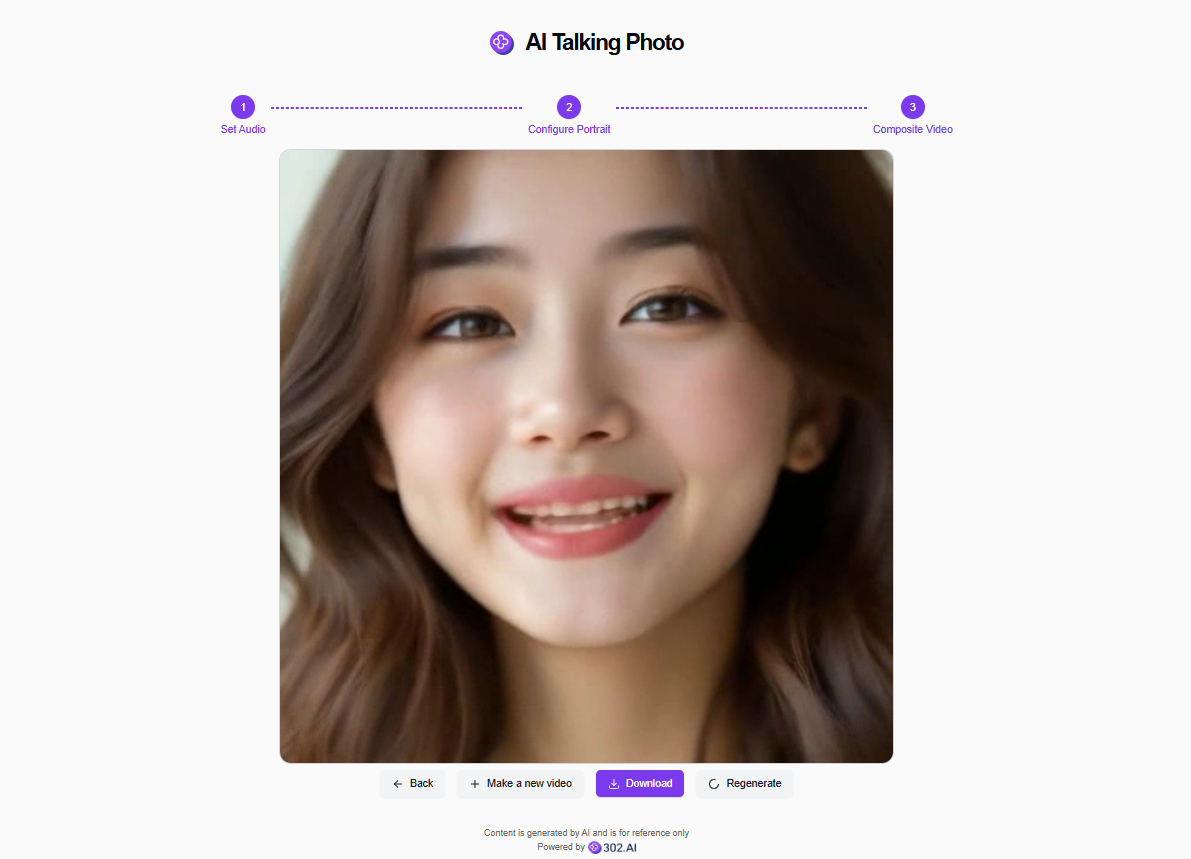 AI Talking Photo
1 2 3
Set Audio Configure Portrait Composite Video
Back Make a new video Download Regenerate
Content is generated by AI and is for reference only
Powered by 302.AI